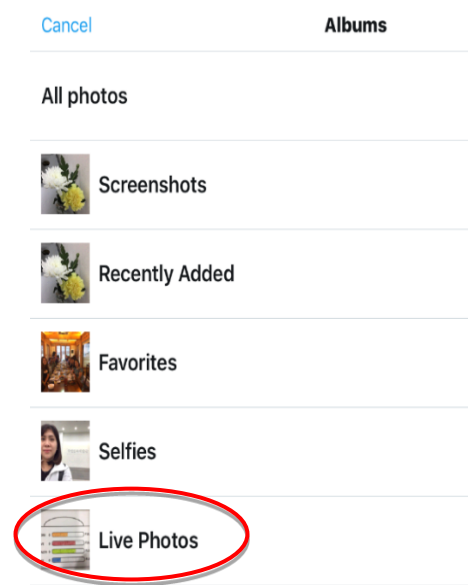 Cancel
Albums
All photos
Screenshots
Recently Added
Favorites
Selfies
Live Photos